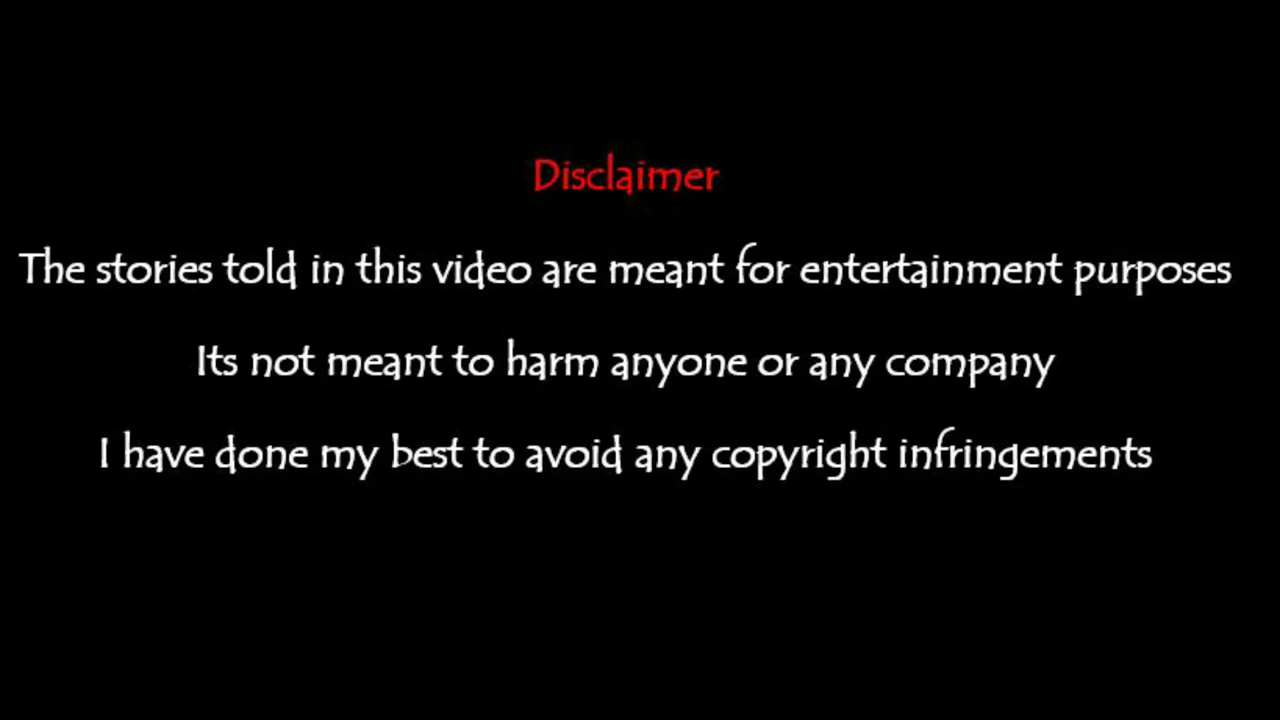 Disclaimer
The stories told in this video are meant for entertainment purposes
Its not meant to harm anyone or any company
I have done my best to avoid any copyright infringements